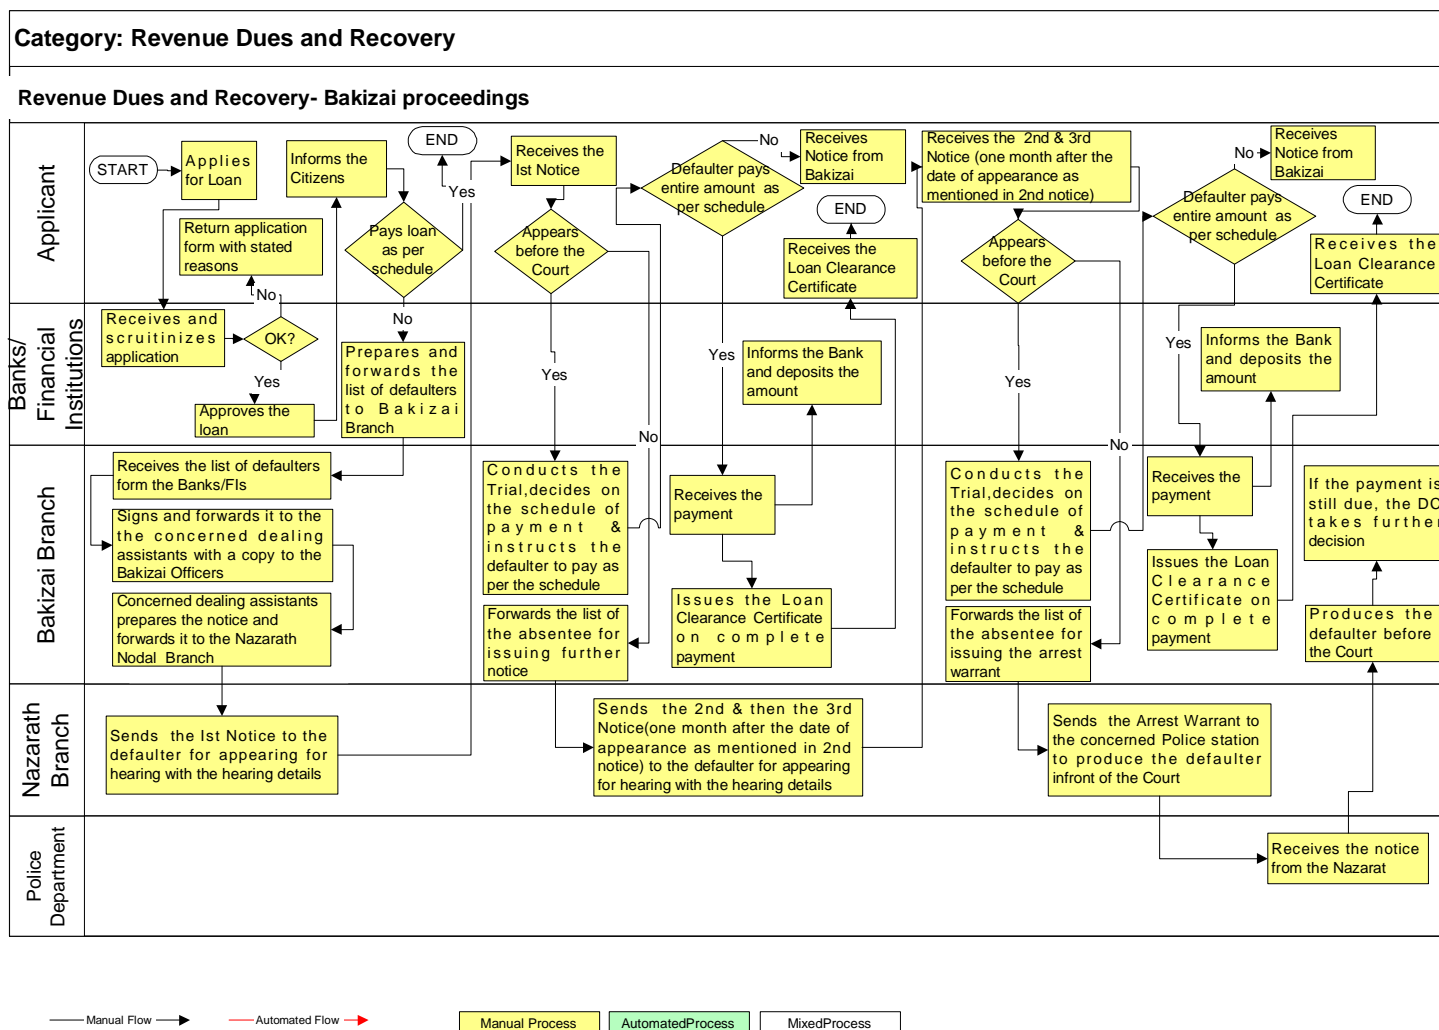 Category: Revenue Dues and Recovery
Revenue Dues and Recovery- Bakizai proceedings
Applicant
START
Applies
for Loan
Informs the
Citizens
END
Yes
Receives the
Ist Notice
No
Receives
Notice from
Bakizai
Defaulter pays
entire amount as
per schedule
Receives the 2nd & 3rd
Notice (one month after the
date of appearance as
mentioned in 2nd notice)
No
Receives
Notice from
Bakizai
Defaulter pays
entire amount as
per schedule
Return application
form with stated
reasons
Pays loan
as per
schedule
Appears
before the
Court
END
Receives the
Loan Clearance
Certificate
Appears
before the
Court
END
Receives the
Loan Clearance
Certificate
No
Banks/
Financial
Institutions
Receives and
scrutinizes
application
OK?
Yes
Approves the
loan
No
Prepares and
forwards the
list of defaulters
to Bakizai
Branch
Yes
No
Yes
Informs the Bank
and deposits the
amount
Yes
No
Yes
Informs the Bank
and deposits the
amount
Bakizai Branch
Receives the list of defaulters
form the Banks/FIs
Signs and forwards it to the
the concerned dealing
assistants with a copy to the
Bakizai Officers
Concerned dealing assistants
prepares the notice and
forwards it to the Nazarath
Nodal Branch
Conducts the
Trial,decides on
the schedule of
payment &
instructs the
defaulter to pay as
per the schedule
Forwards the list of
the absentee for
issuing further
notice
Receives the
payment
Issues the Loan
Clearance Certificate
on complete
payment
Conducts the
Trial,decides on
the schedule of
payment &
instructs the
defaulter to pay as
per the schedule
Forwards the list of
the absentee for
issuing the arrest
warrant
Receives the
payment
Issues the Loan
Clearance
Certificate on
complete
payment
If the payment is
still due, the DC
takes further
decision
Produces the
defaulter before
the Court
Nazarath
Branch
Sends the Ist Notice to the
defaulter for appearing for
hearing with the hearing details
Sends the 2nd & then the 3rd
Notice(one month after the date of
appearance as mentioned in 2nd
notice) to the defaulter for appearing
for hearing with the hearing details
Sends the Arrest Warrant to
the concerned Police station
to produce the defaulter
infront of the Court
Police
Department
Receives the notice
from the Nazarat
Manual Flow
Automated Flow
Manual Process
AutomatedProcess
MixedProcess